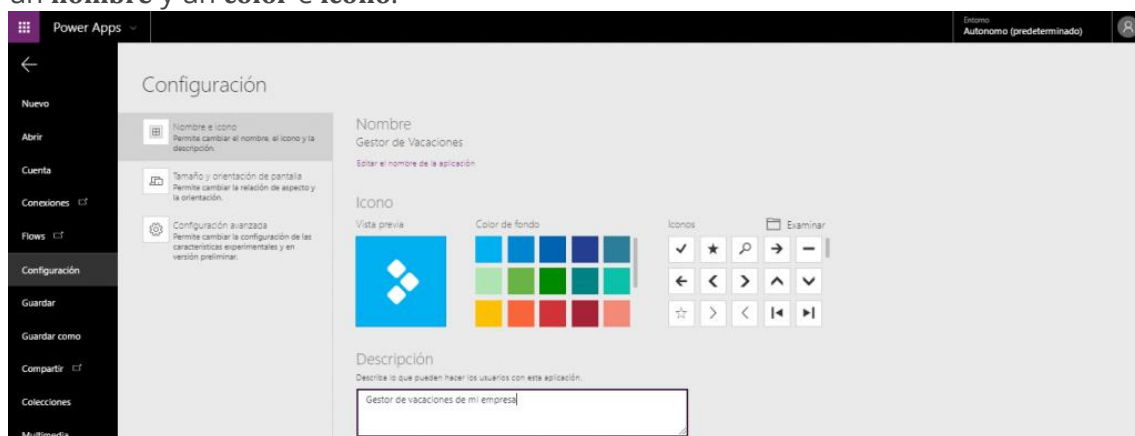 un nombre y un color e icono.
Power Apps
Entorno
Autonomo (predeterminado)
Nuevo
Abrir
Cuenta
Conexiones
Flows
Configuración
Guardar
Guardar como
Compartir
Colecciones
Multimedia
Configuración
Nombre e icono
Permite cambiar el nombre, el icono y la
descripción.
Tamaño y orientación de pantalla
Permite cambiar la relación de aspecto y
la orientación.
Configuración avanzada
Permite cambiar la configuración de las
características experimentales y en
versión preliminar.
Nombre
Gestor de Vacaciones
Editar el nombre de la aplicación
Icono
Vista previa
Color de fondo
Iconos
Examinar
Descripción
Describa lo que pueden hacer los usuarios con esta aplicación.
Gestor de vacaciones de mi empresa